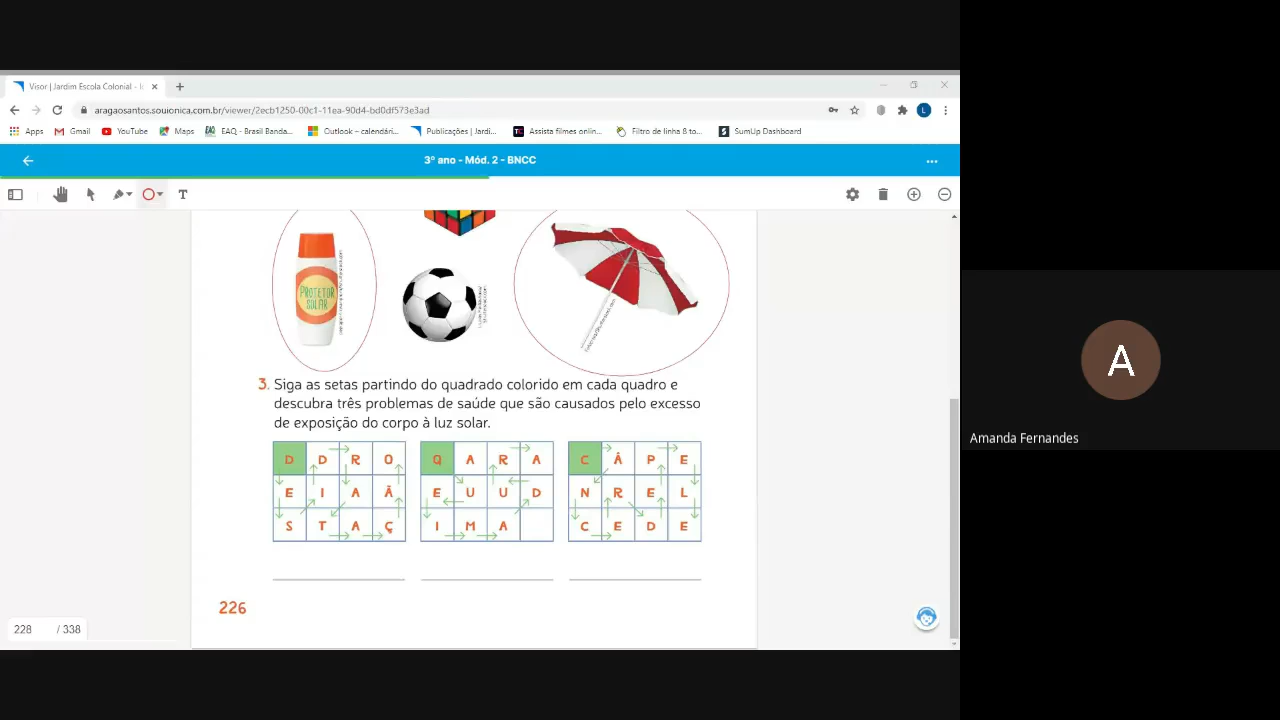 Visor | Jardim Escola Colonial - I
aragaosantos.souionica.com.br/viewer/2ecb1250-00c1-11ea-90d4-bd0df573e3ad
L
Apps Gmail YouTube Maps EAQ - Brasil Banda... Outlook – calendári... Publicações | Jardi... Assista filmes onlin... Filtro de linha 8 to... SumUp Dashboard
3º ano - Mód. 2 - BNCC
T
PROTETOR
SOLAR
3. Siga as setas partindo do quadrado colorido em cada quadro e
descubra três problemas de saúde que são causados pelo excesso
de exposição do corpo à luz solar.
D D R O Q A R A C Â P E
E I A Ã E U U D N R E L
S T A Ç I M A C E D E
226
228 / 338
A
Amanda Fernandes